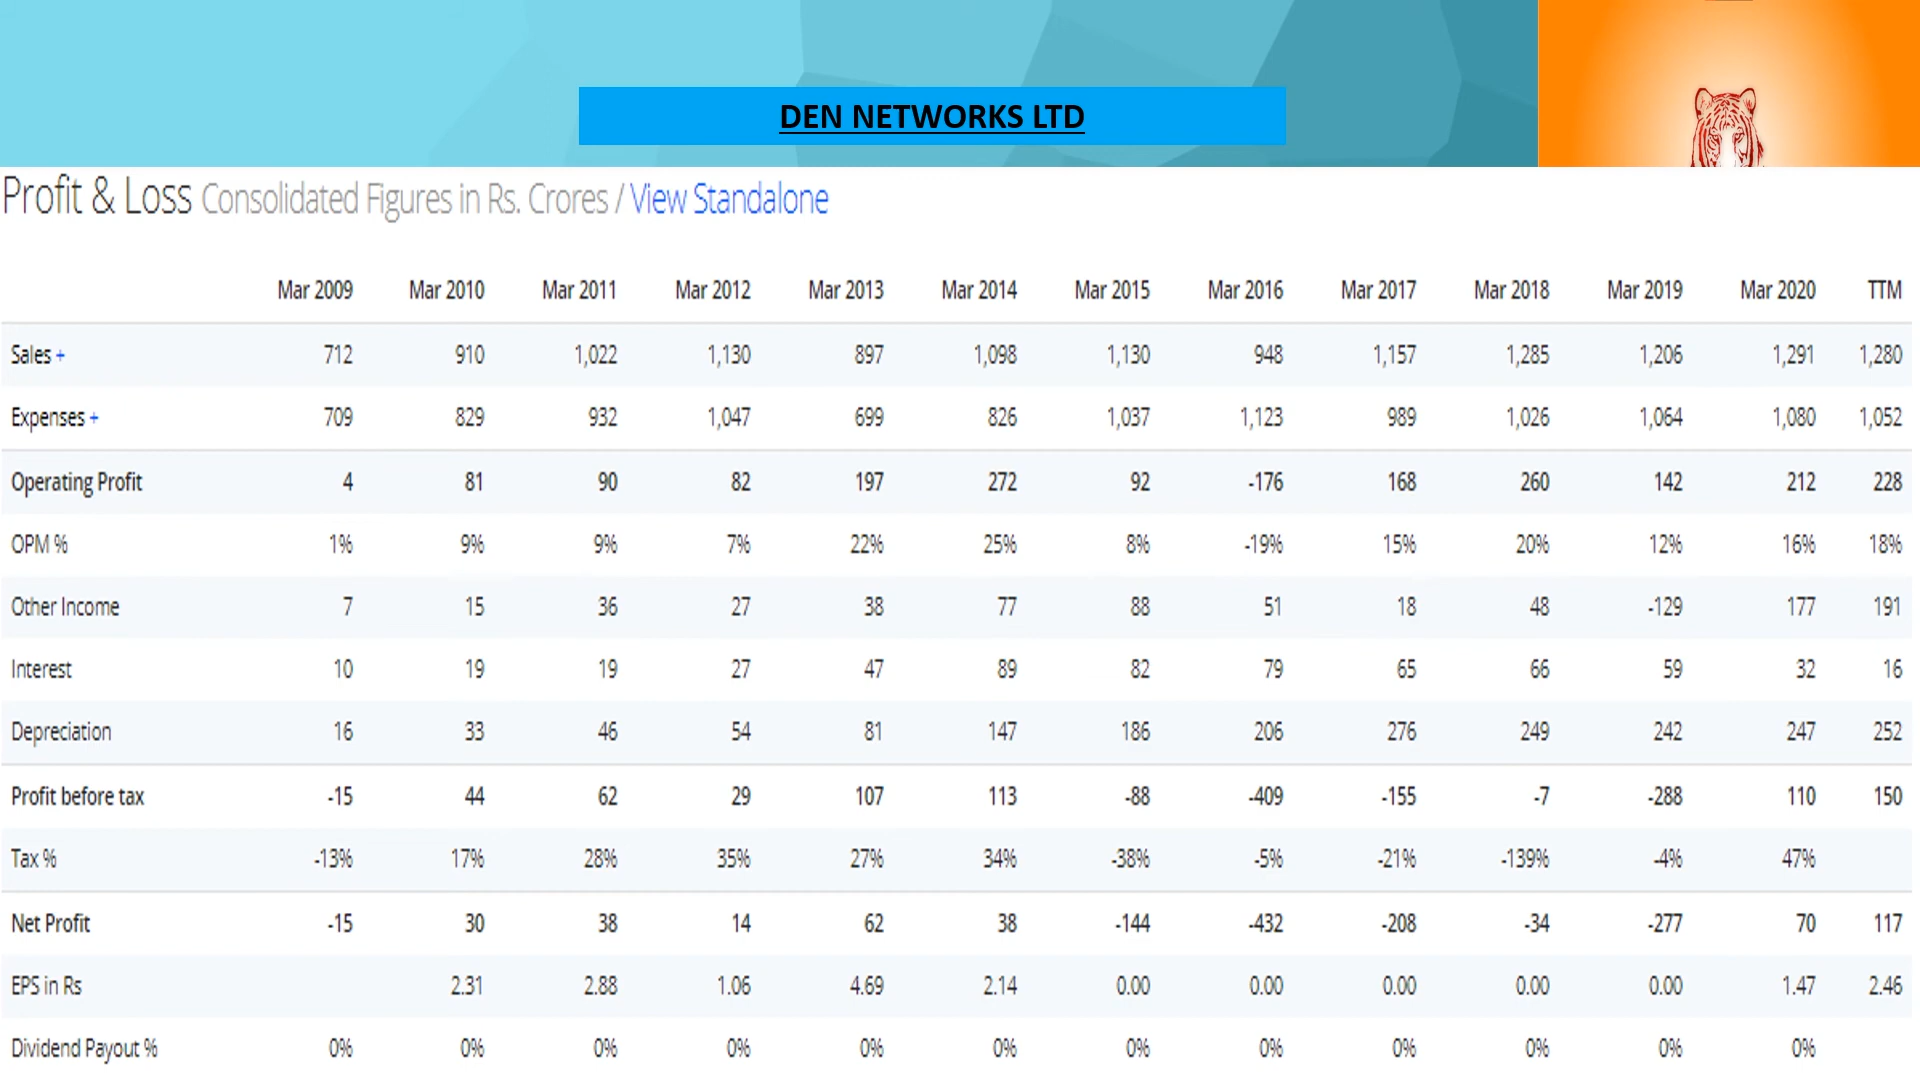 DEN NETWORKS LTD
Profit & Loss Consolidated Figures in Rs. Crores / View Standalone
Mar 2009 Mar 2010 Mar 2011 Mar 2012 Mar 2013 Mar 2014 Mar 2015 Mar 2016 Mar 2017 Mar 2018 Mar 2019 Mar 2020 TTM
Sales + 712 910 1,022 1,130 897 1,098 1,130 948 1,157 1,285 1,206 1,291 1,280
Expenses + 709 829 932 1,047 699 826 1,037 1,123 989 1,026 1,064 1,080 1,052
Operating Profit 4 81 90 82 197 272 92 -176 168 260 142 212 228
OPM % 1% 9% 9% 7% 22% 25% 8% -19% 15% 20% 12% 16% 18%
Other Income 7 15 36 27 38 77 88 51 18 48 -129 177 191
Interest 10 19 19 27 47 89 82 79 65 66 59 32 16
Depreciation 16 33 46 54 81 147 186 206 276 249 242 247 252
Profit before tax -15 44 62 29 107 113 -88 -409 -155 -7 -288 110 150
Tax % -13% 17% 28% 35% 27% 34% -38% -5% -21% -139% -4% 47%
Net Profit -15 30 38 14 62 38 -144 -432 -208 -34 -277 70 117
EPS in Rs 2.31 2.88 1.06 4.69 2.14 0.00 0.00 0.00 0.00 0.00 1.47 2.46
Dividend Payout % 0% 0% 0% 0% 0% 0% 0% 0% 0% 0% 0% 0%